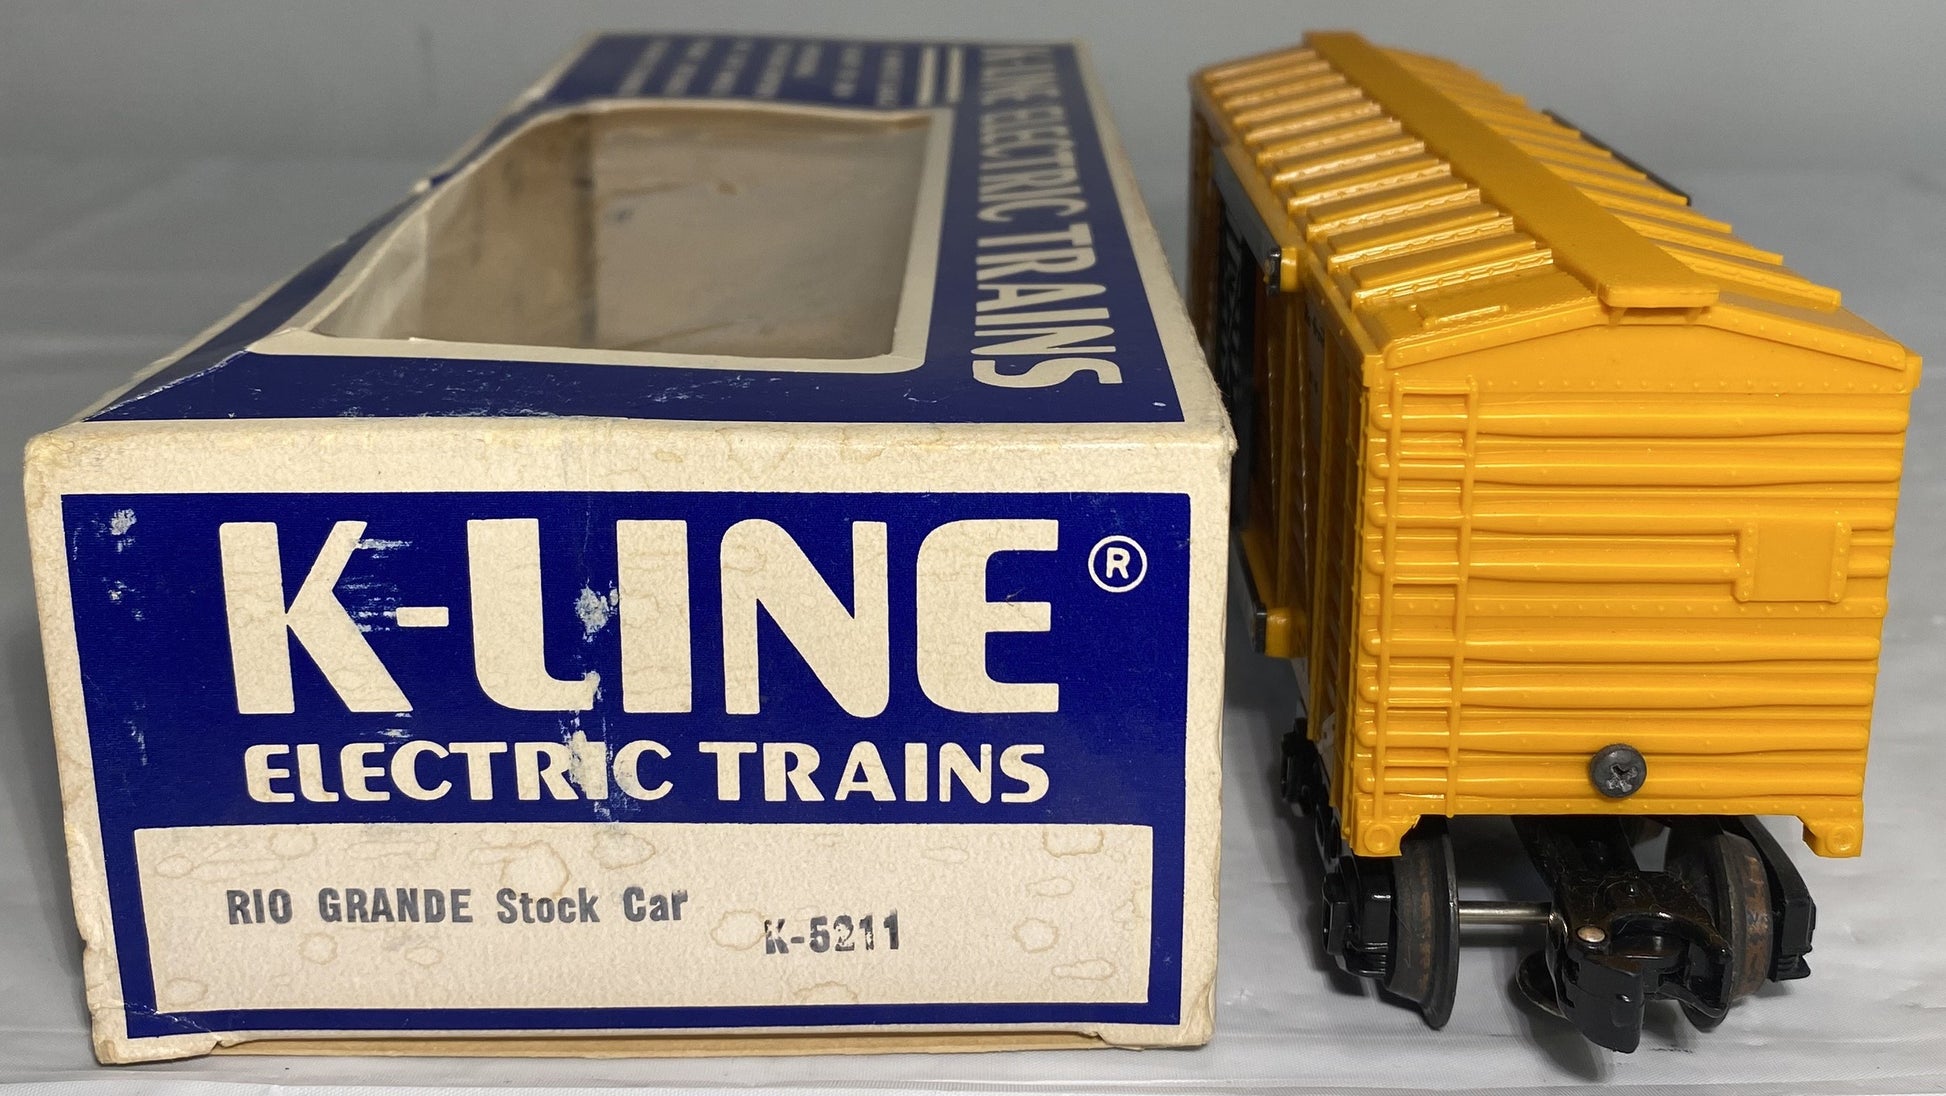 K-LINE ELECTRIC TRAINS
K-LINE®
ELECTRIC TRAINS
RIO GRANDE Stock Car
K-5211